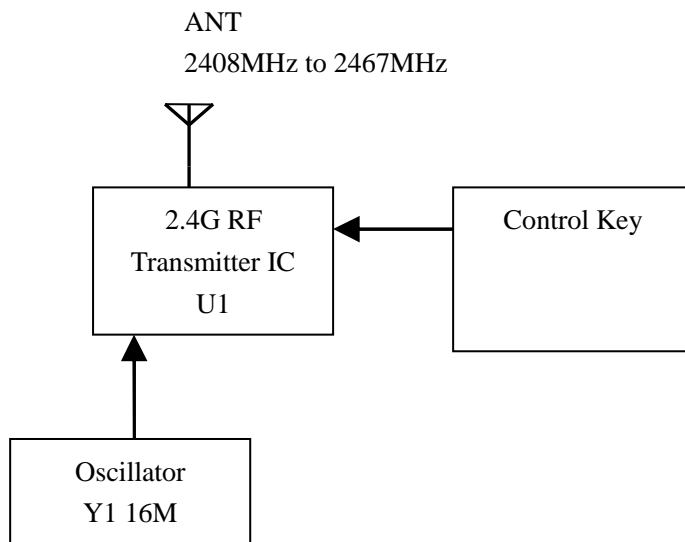 ANT
2408MHz to 2467MHz
2.4G RF
Transmitter IC
U1
Control Key
Oscillator
Y1 16M